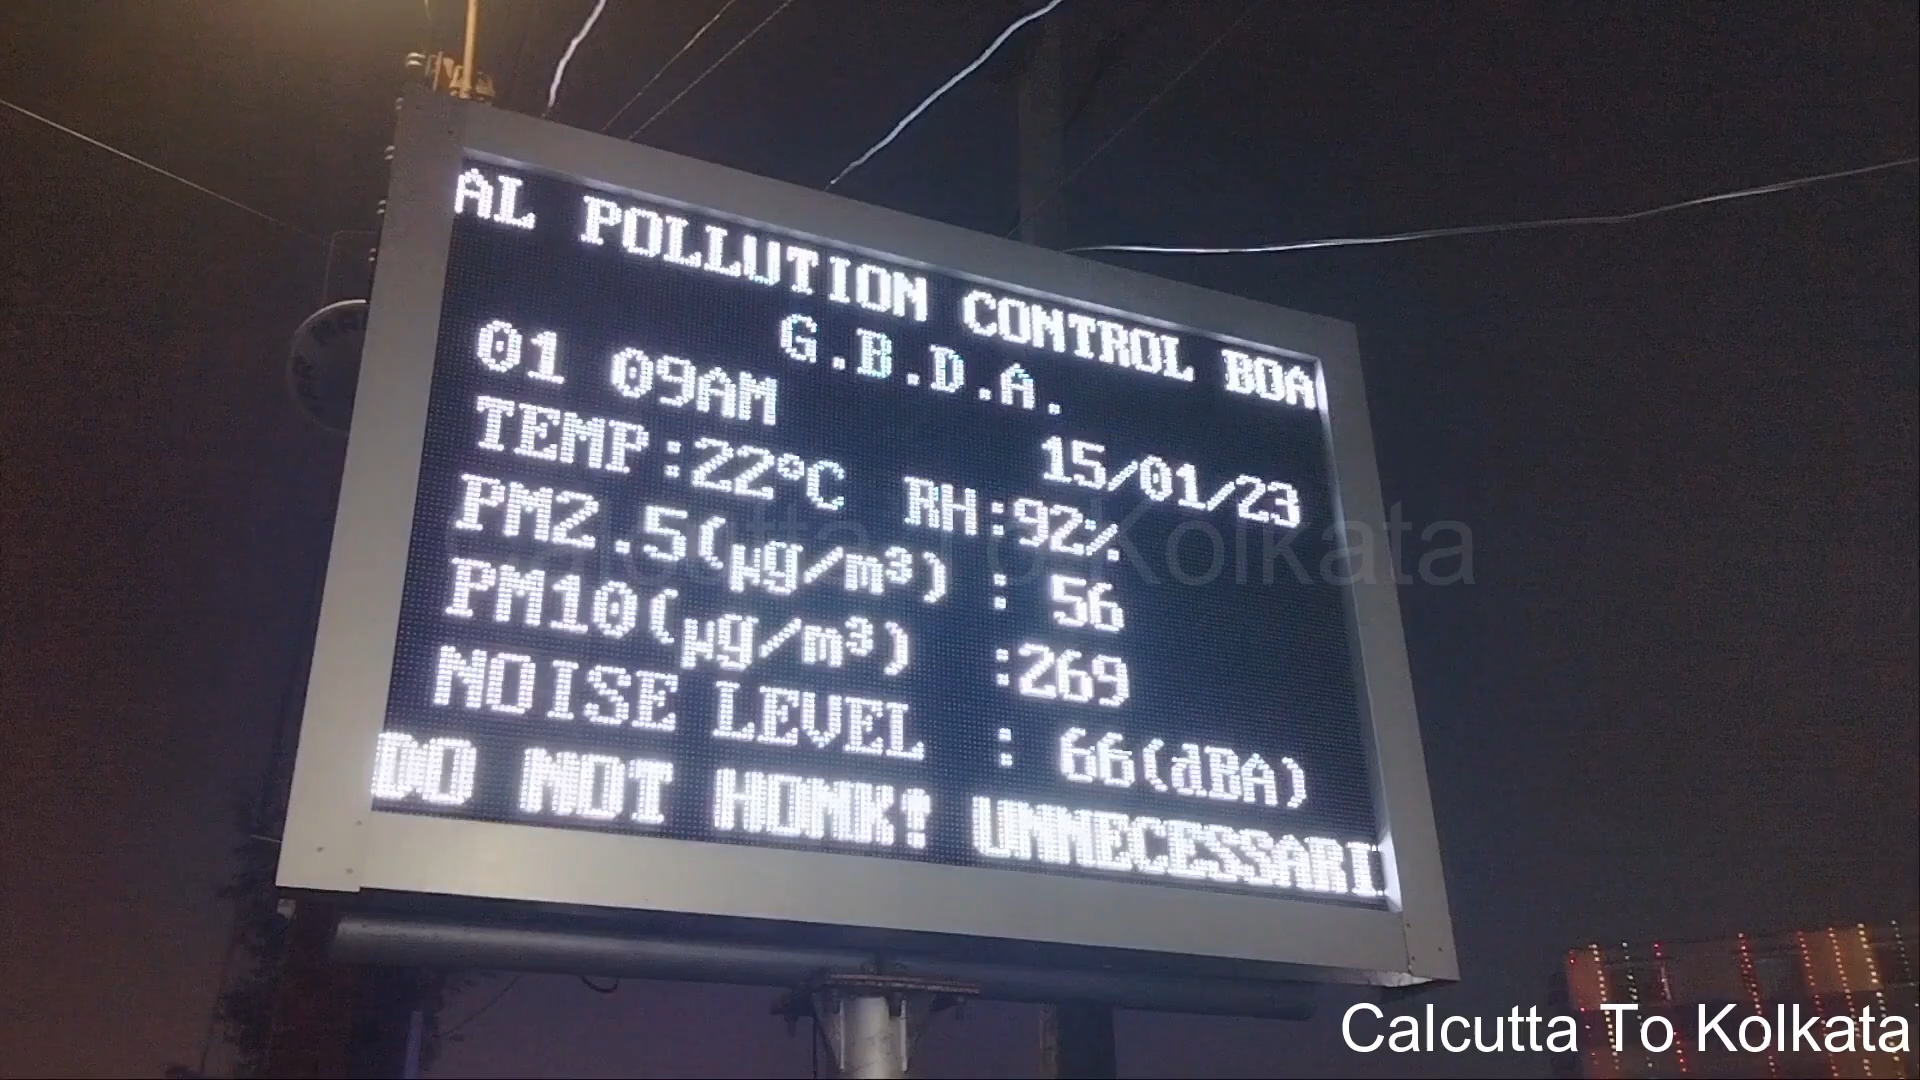 AL POLLUTION CONTROL BOA
G.B.D.A.
01 09AM 15/01/23
TEMP:22°C RH:92%
PM2.5(µg/m³) : 56
PM10(µg/m³) :269
NOISE LEVEL : 66(dBA)
DO NOT HONK! UNNECESSARI
Calcutta To Kolkata
Calcutta To Kolkata